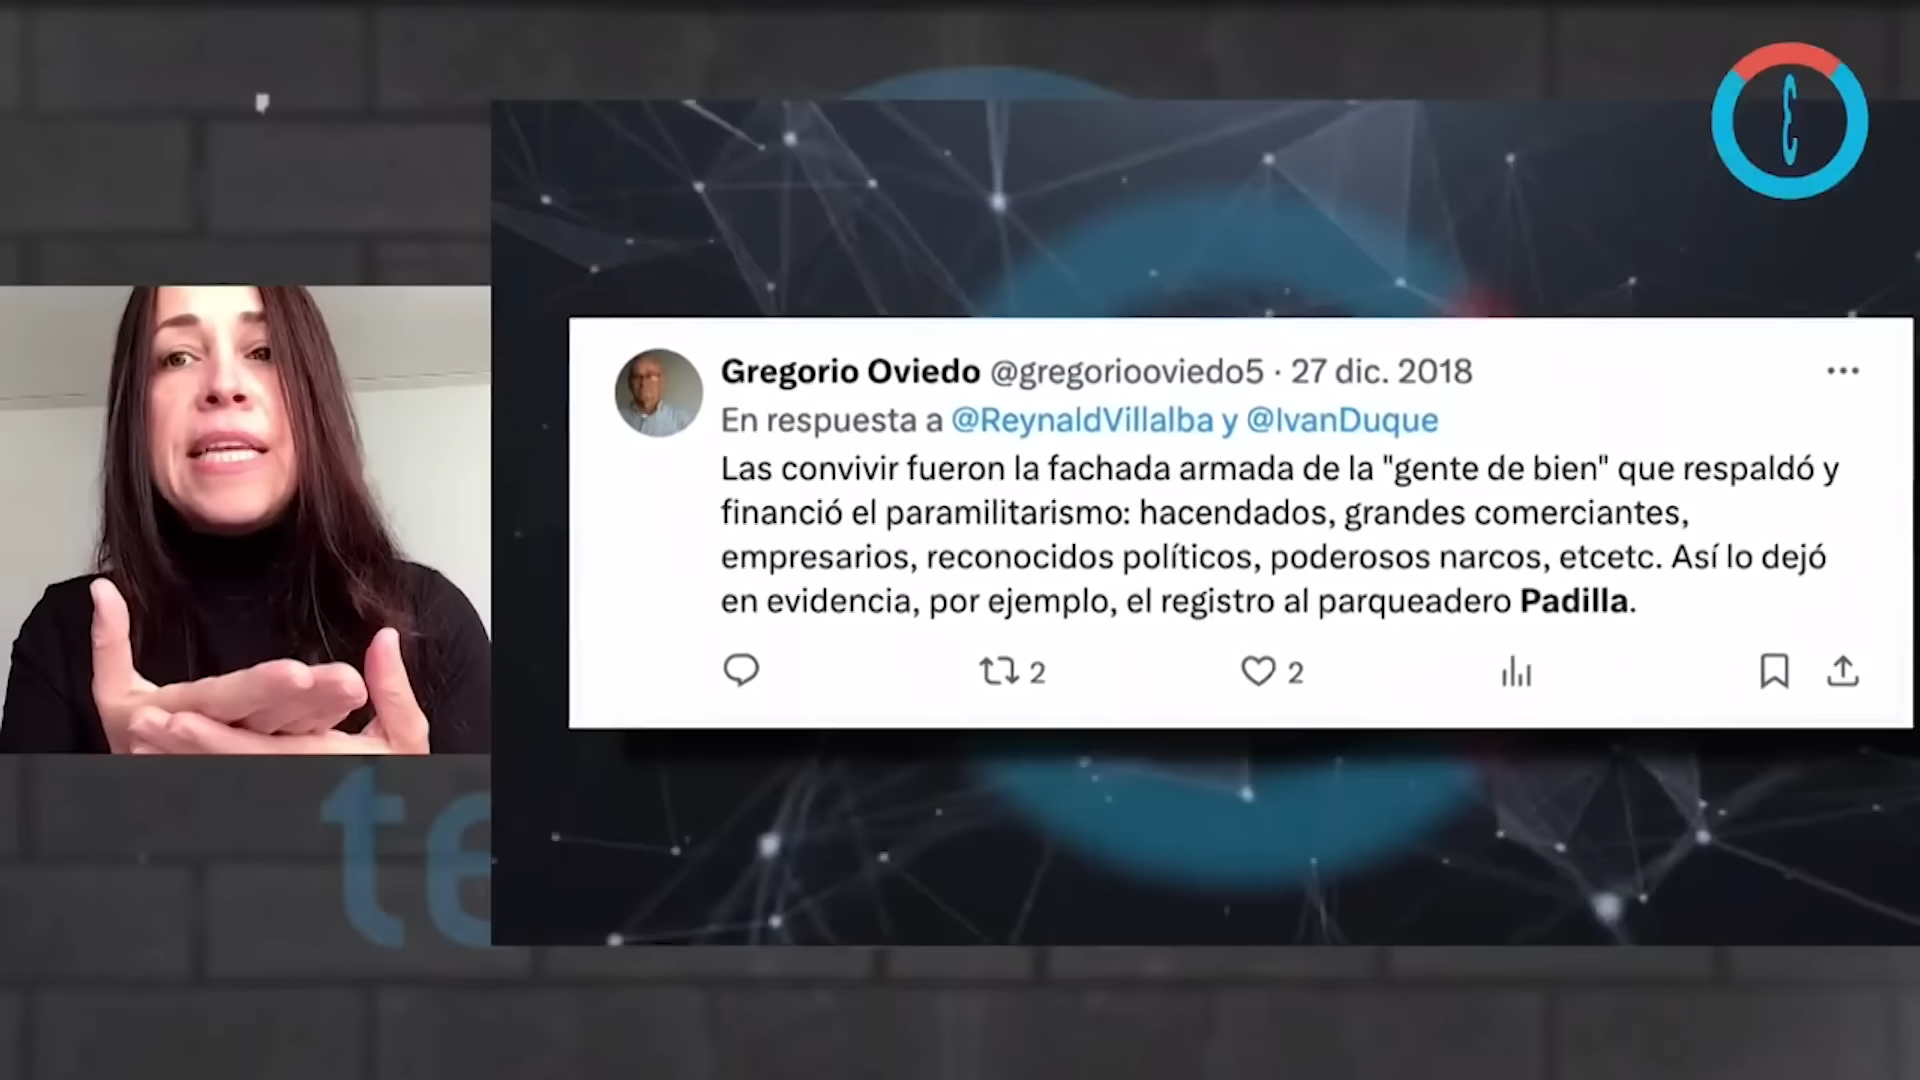 Gregorio Oviedo @gregoriooviedo5 · 27 dic. 2018
En respuesta a @ReynaldVillalba y @IvanDuque
Las convivir fueron la fachada armada de la "gente de bien" que respaldó y
financió el paramilitarismo: hacendados, grandes comerciantes,
empresarios, reconocidos políticos, poderosos narcos, etcetc. Así lo dejó
en evidencia, por ejemplo, el registro al parqueadero Padilla.
2 2
te